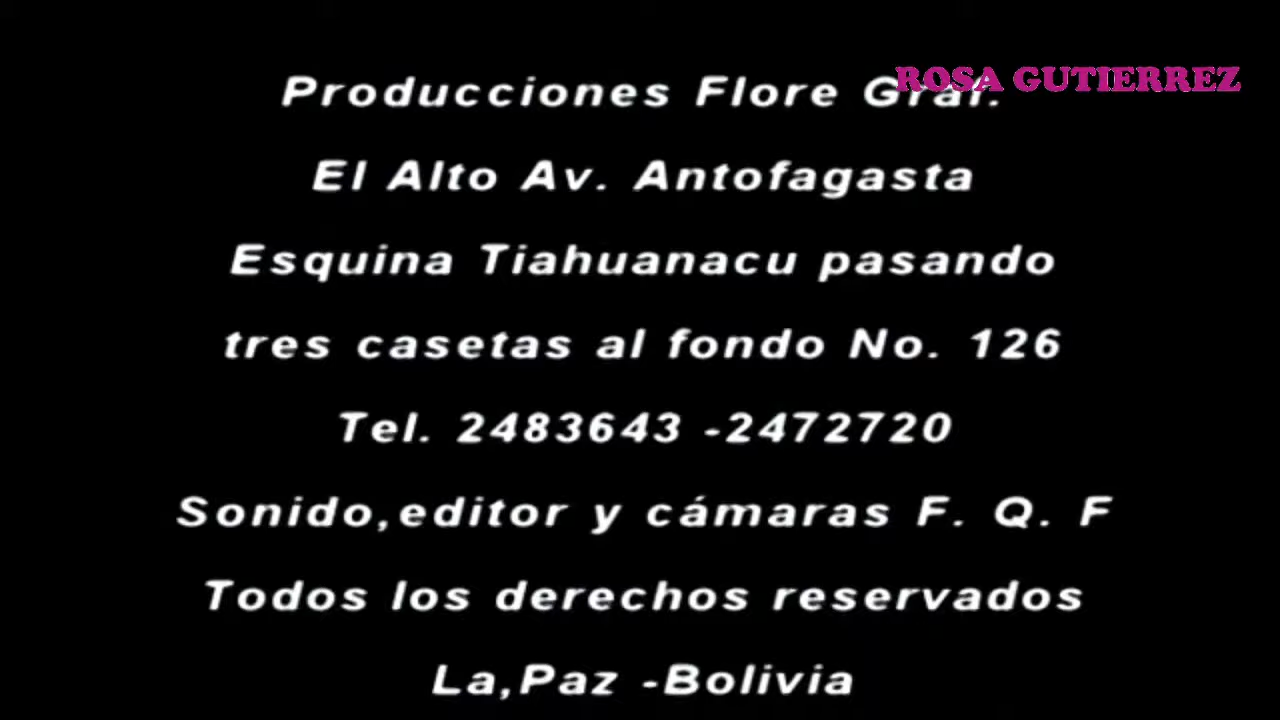 ROSA GUTIERREZ
Producciones Flore Graf.
El Alto Av. Antofagasta
Esquina Tiahuanacu pasando
tres casetas al fondo No. 126
Tel. 2483643 -2472720
Sonido,editor y cámaras F. Q. F
Todos los derechos reservados
La,Paz -Bolivia